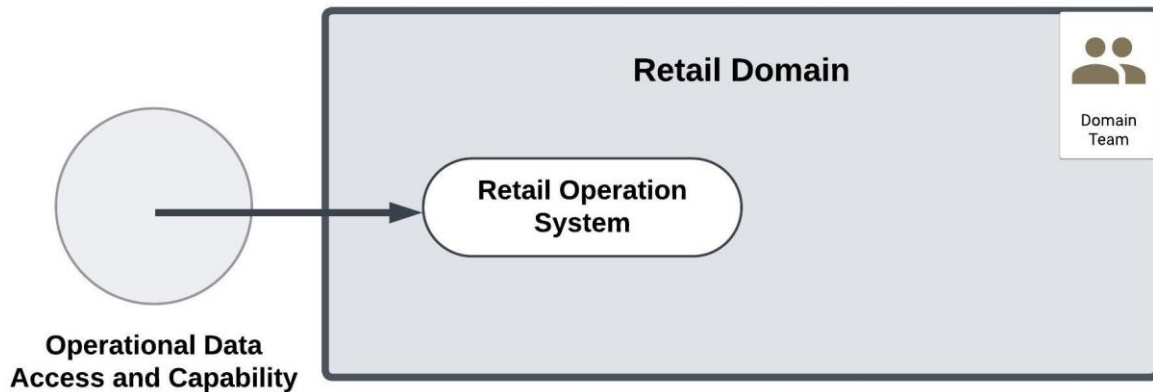 Retail Domain
Domain
Team
Retail Operation
System
Operational Data
Access and Capability